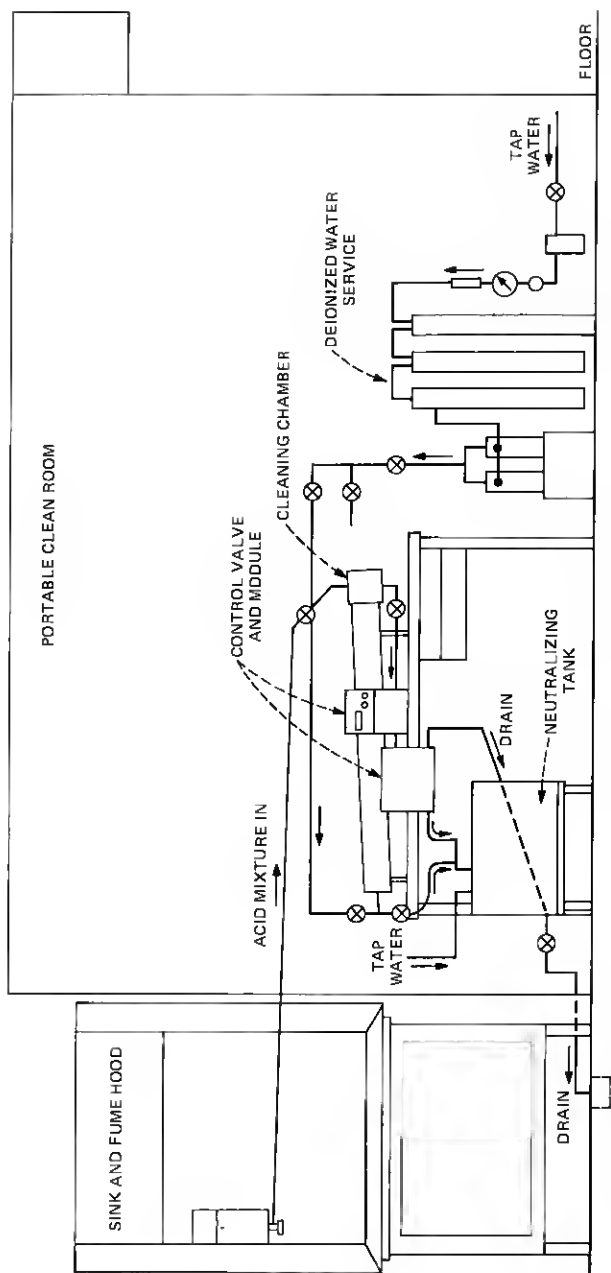 PORTABLE CLEAN ROOM
SINK AND FUME HOOD
ACID MIXTURE IN
CONTROL VALVE
AND MODULE
CLEANING CHAMBER
DEIONIZED WATER
SERVICE
TAP
WATER
TAP
WATER
DRAIN
NEUTRALIZING
TANK
DRAIN
FLOOR